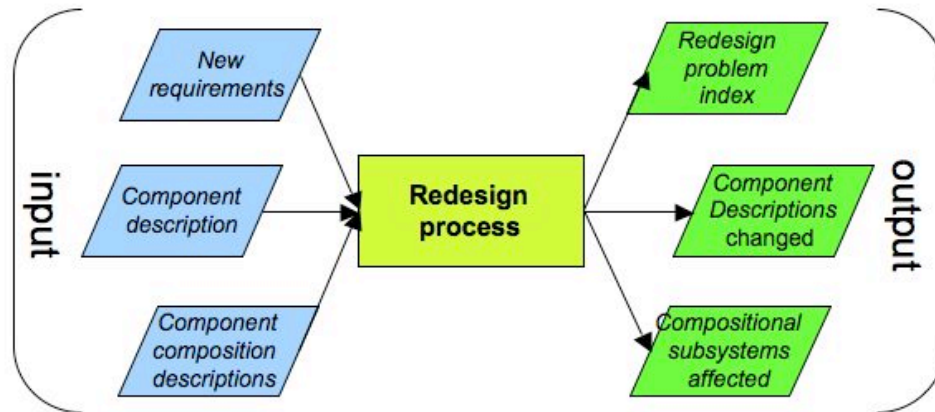 input
New
requirements
Component
description
Component
composition
descriptions
Redesign
process
Redesign
problem
index
Component
Descriptions
changed
Compositional
subsystems
affected
output